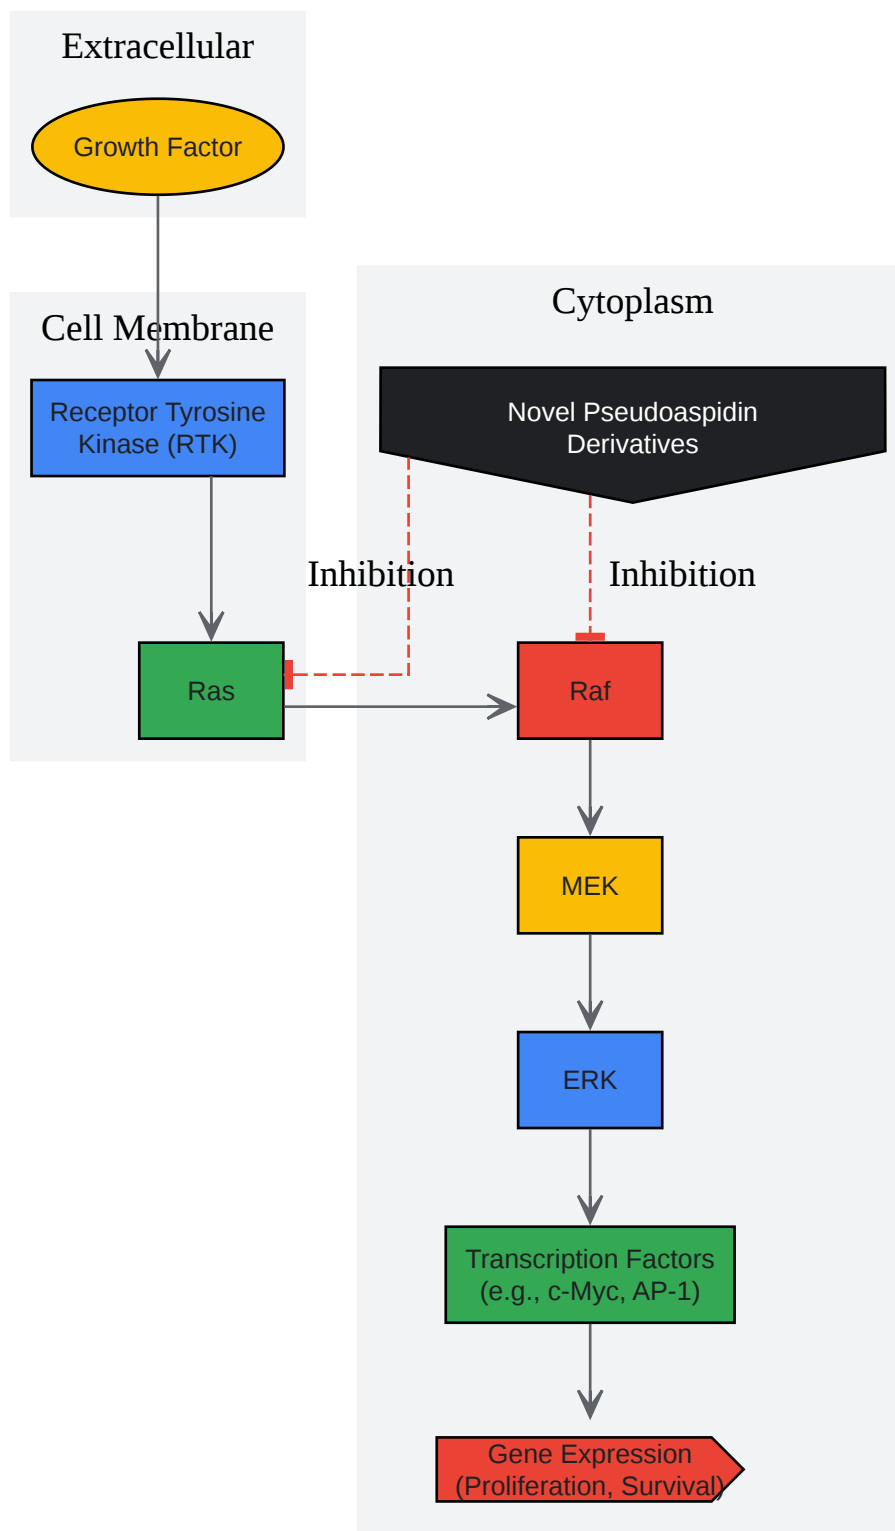 Extracellular
Growth Factor
Cell Membrane
Receptor Tyrosine
Kinase (RTK)
Cytoplasm
Novel Pseudoaspidin
Derivatives
Inhibition
Inhibition
Ras
Raf
MEK
ERK
Transcription Factors
(e.g., c-Myc, AP-1)
Gene Expression
(Proliferation, Survival)